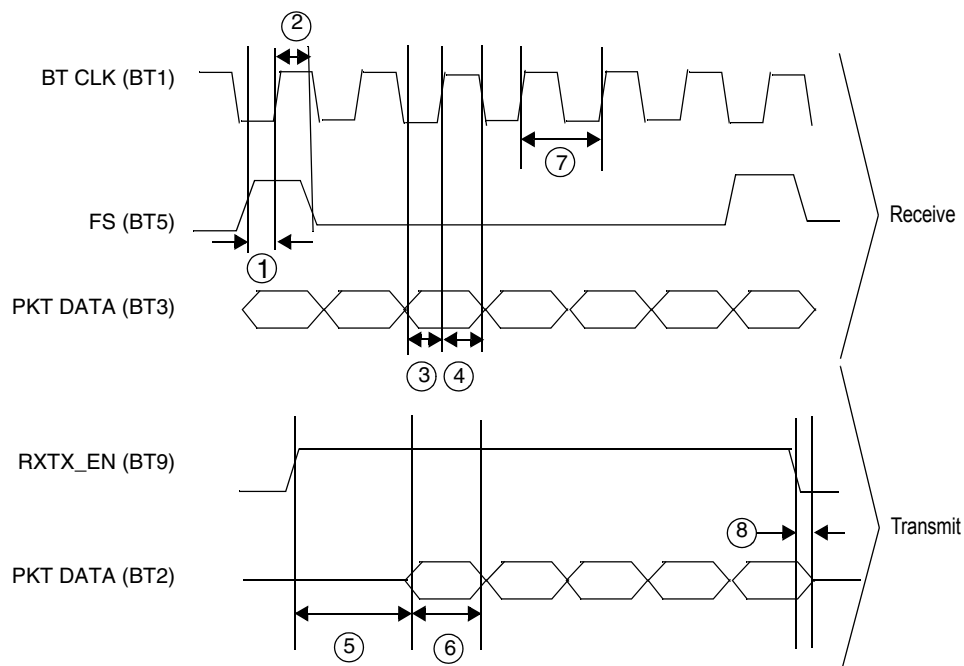 2
BT CLK (BT1)
7
FS (BT5)
Receive
1
PKT DATA (BT3)
3
4
RXTX_EN (BT9)
8
Transmit
PKT DATA (BT2)
5
6